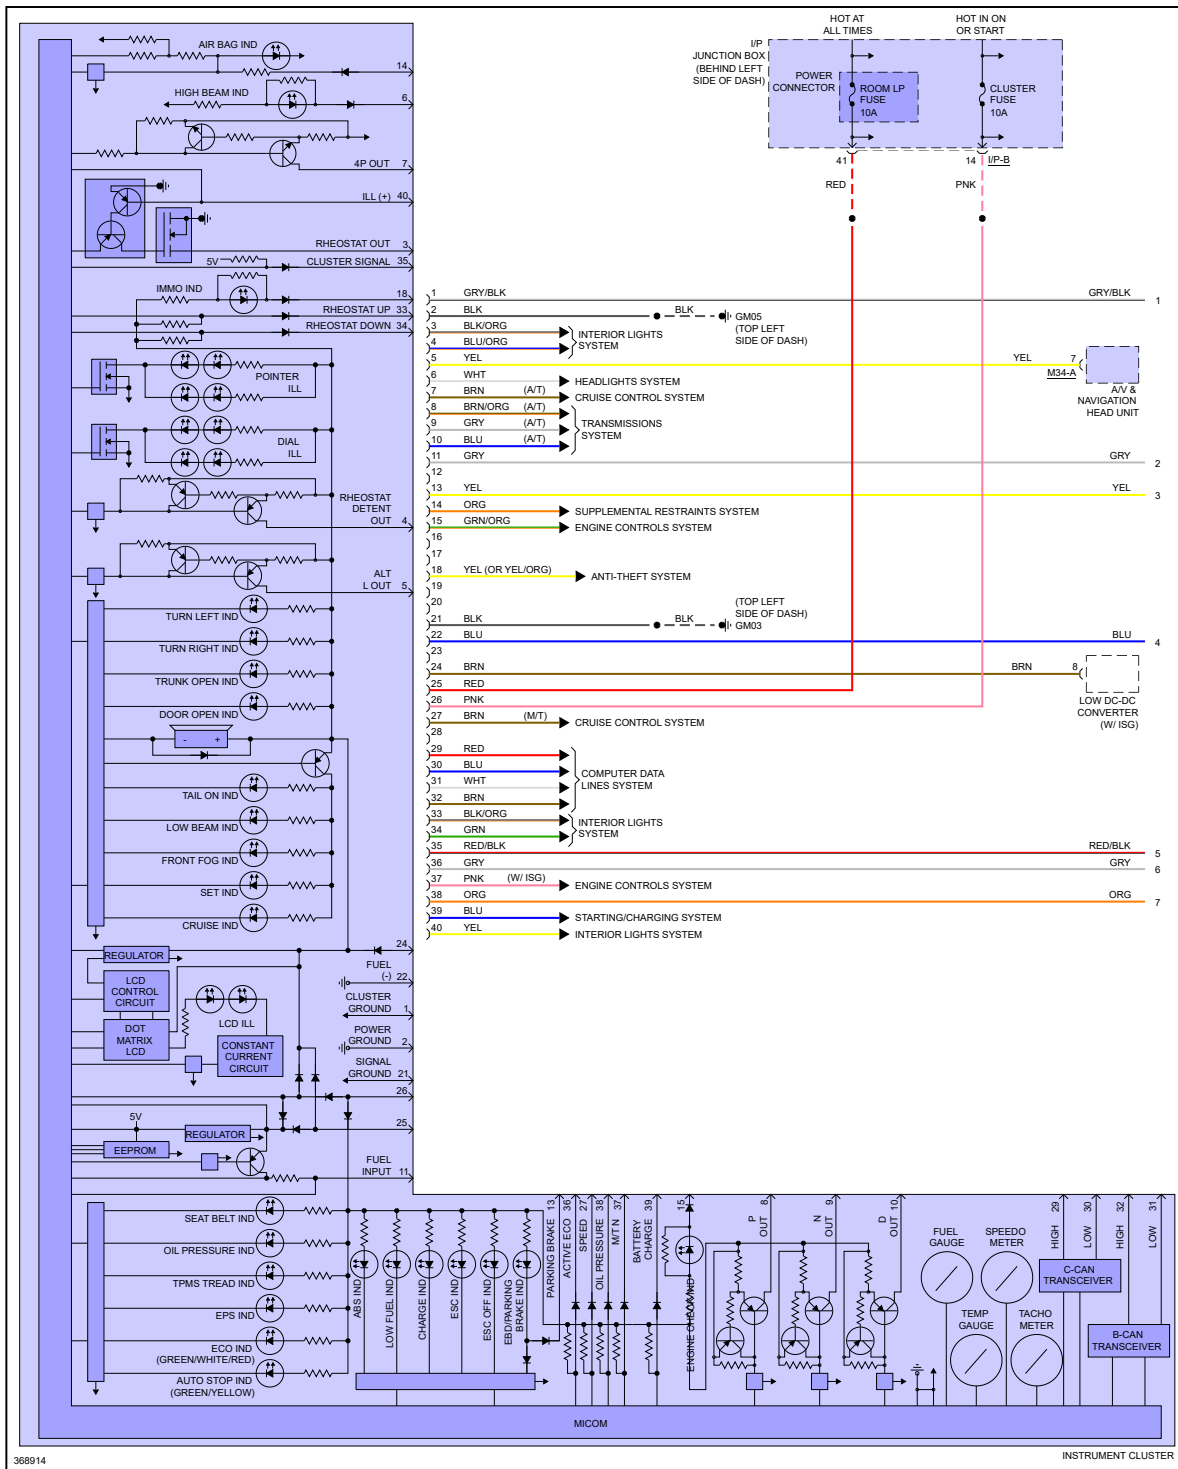 HOT AT
ALL TIMES
HOT IN ON
OR START
I/P
JUNCTION BOX
(BEHIND LEFT
SIDE OF DASH)
POWER
CONNECTOR
ROOM LP
FUSE
10A
CLUSTER
FUSE
10A
41
14
I/P-B
RED
PNK
AIR BAG IND
14
HIGH BEAM IND
6
4P OUT 7
ILL (+) 40
RHEOSTAT OUT 3
5V
CLUSTER SIGNAL 35
IMMO IND
18
RHEOSTAT UP 33
RHEOSTAT DOWN 34
POINTER
ILL
DIAL
ILL
RHEOSTAT
DETENT
OUT 4
ALT
L OUT 5
TURN LEFT IND
TURN RIGHT IND
TRUNK OPEN IND
DOOR OPEN IND
- +
TAIL ON IND
LOW BEAM IND
FRONT FOG IND
SET IND
CRUISE IND
24
REGULATOR
FUEL
(-) 22
LCD
CONTROL
CIRCUIT
CLUSTER
GROUND 1
LCD ILL
DOT
MATRIX
LCD
POWER
GROUND 2
CONSTANT
CURRENT
CIRCUIT
SIGNAL
GROUND 21
26
5V
25
REGULATOR
EEPROM
FUEL
INPUT 11
1 GRY/BLK GRY/BLK 1
2 BLK BLK GM05
(TOP LEFT
SIDE OF DASH)
3 BLK/ORG
4 BLU/ORG
INTERIOR LIGHTS
SYSTEM
5 YEL YEL 7
M34-A
A/V &
NAVIGATION
HEAD UNIT
6 WHT HEADLIGHTS SYSTEM
7 BRN (A/T) CRUISE CONTROL SYSTEM
8 BRN/ORG (A/T)
9 GRY (A/T)
10 BLU (A/T)
TRANSMISSIONS
SYSTEM
11 GRY GRY 2
12
13 YEL YEL 3
14 ORG SUPPLEMENTAL RESTRAINTS SYSTEM
15 GRN/ORG ENGINE CONTROLS SYSTEM
16
17
18 YEL (OR YEL/ORG) ANTI-THEFT SYSTEM
19
20
(TOP LEFT
SIDE OF DASH)
21 BLK BLK GM03
22 BLU BLU 4
23
24 BRN BRN 8
LOW DC-DC
CONVERTER
(W/ ISG)
25 RED
26 PNK
27 BRN (M/T) CRUISE CONTROL SYSTEM
28
29 RED
30 BLU
31 WHT
32 BRN
COMPUTER DATA
LINES SYSTEM
33 BLK/ORG
34 GRN
INTERIOR LIGHTS
SYSTEM
35 RED/BLK RED/BLK 5
36 GRY GRY 6
37 PNK (W/ ISG) ENGINE CONTROLS SYSTEM
38 ORG ORG 7
39 BLU STARTING/CHARGING SYSTEM
40 YEL INTERIOR LIGHTS SYSTEM
SEAT BELT IND
OIL PRESSURE IND
TPMS TREAD IND
EPS IND
ECO IND
(GREEN/WHITE/RED)
AUTO STOP IND
(GREEN/YELLOW)
ABS IND
LOW FUEL IND
CHARGE IND
ESC IND
ESC OFF IND
EBD/PARKING
BRAKE IND
PARKING BRAKE 13
ACTIVE ECO 36
SPEED 27
OIL PRESSURE 38
M/T N 37
BATTERY
CHARGE 39
15
ENGINE CHECK IND
P
OUT 8
N
OUT 9
D
OUT 10
FUEL
GAUGE
SPEEDO
METER
TEMP
GAUGE
TACHO
METER
HIGH 29
LOW 30
HIGH 32
LOW 31
C-CAN
TRANSCEIVER
B-CAN
TRANSCEIVER
MICOM
368914
INSTRUMENT CLUSTER